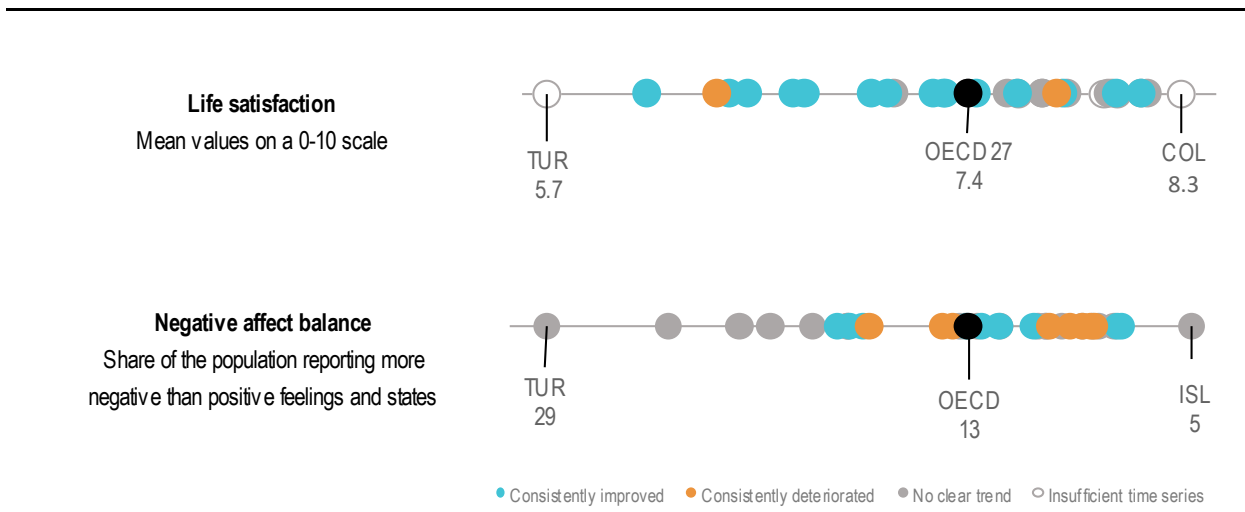 Life satisfaction
Mean values on a 0-10 scale
TUR
5.7
OECD 27
7.4
COL
8.3
Negative affect balance
Share of the population reporting more
negative than positive feelings and states
TUR
29
OECD
13
ISL
5
Consistently improved
Consistently deteriorated
No clear trend
Insufficient time series